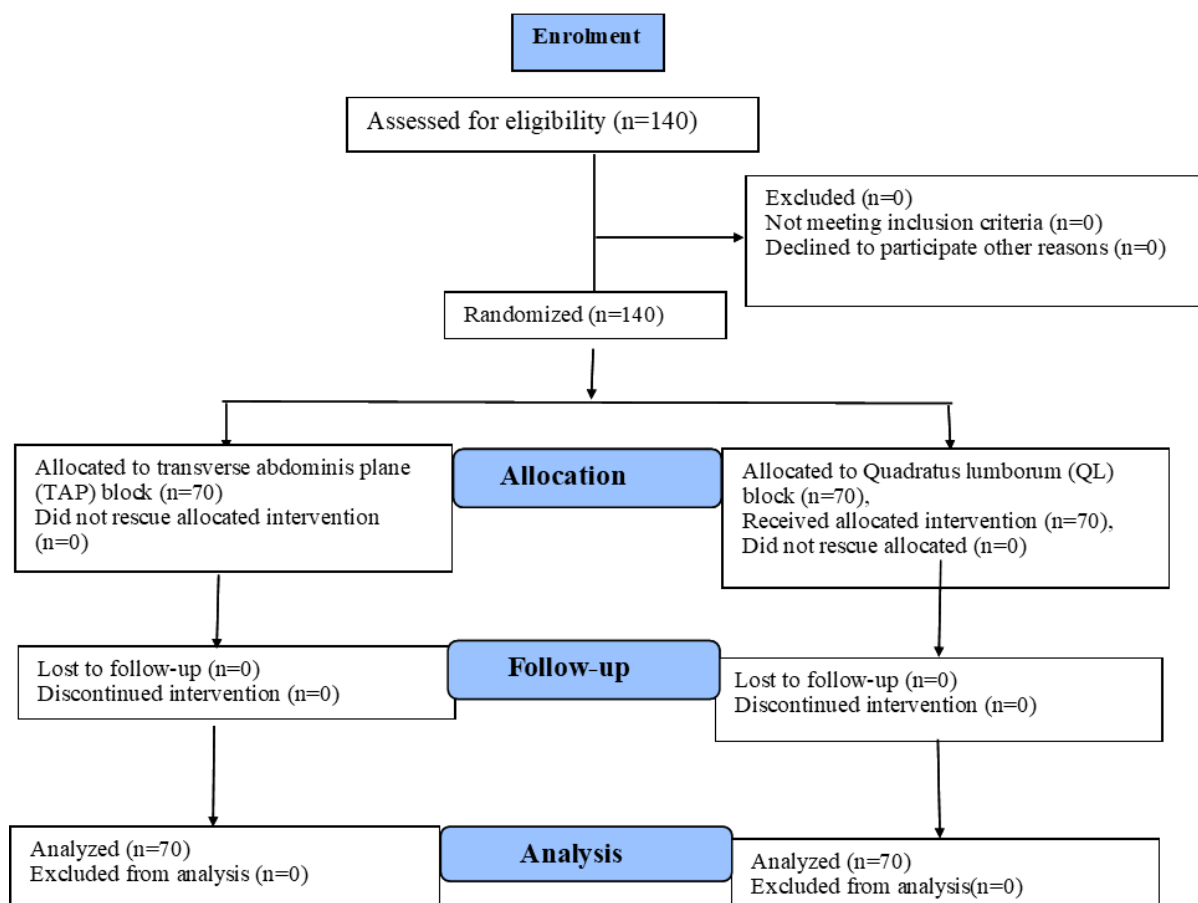 Enrolment
Assessed for eligibility (n=140)
Excluded (n=0)
Not meeting inclusion criteria (n=0)
Declined to participate other reasons (n=0)
Randomized (n=140)
Allocated to transverse abdominis plane
(TAP) block (n=70)
Did not rescue allocated intervention
(n=0)
Allocation
Allocated to Quadratus lumborum (QL)
block (n=70),
Received allocated intervention (n=70),
Did not rescue allocated (n=0)
Lost to follow-up (n=0)
Discontinued intervention (n=0)
Follow-up
Lost to follow-up (n=0)
Discontinued intervention (n=0)
Analyzed (n=70)
Excluded from analysis (n=0)
Analysis
Analyzed (n=70)
Excluded from analysis(n=0)